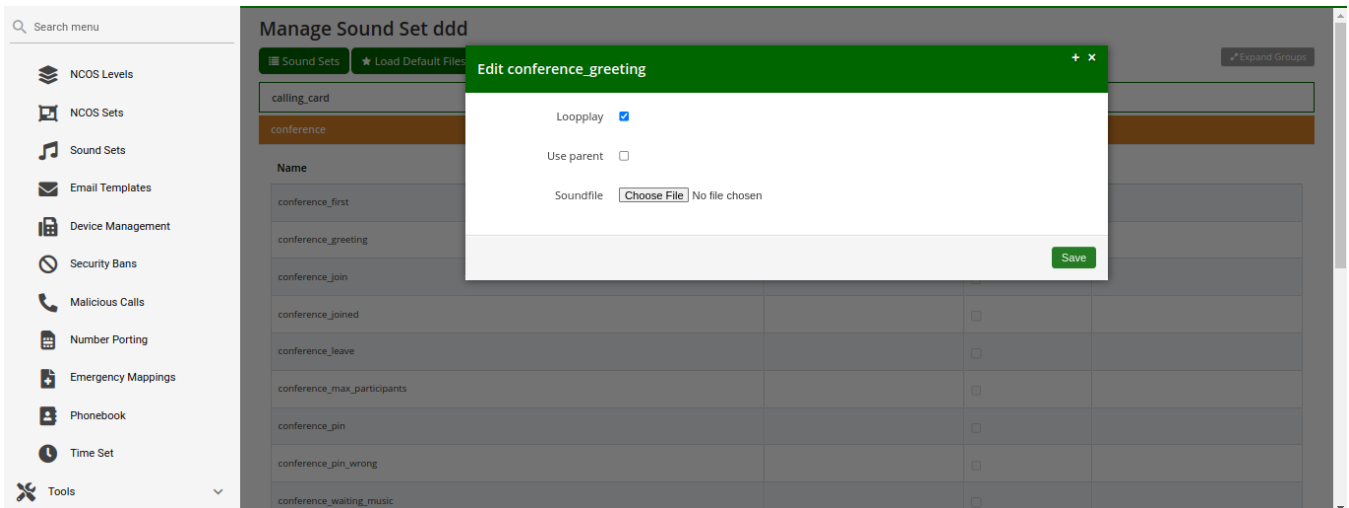 Search menu
NCOS Levels
NCOS Sets
Sound Sets
Email Templates
Device Management
Security Bans
Malicious Calls
Number Porting
Emergency Mappings
Phonebook
Time Set
Tools
Manage Sound Set ddd
Sound Sets
Load Default Files
Expand Groups
calling_card
conference
Name
conference_first
conference_greeting
conference_join
conference_joined
conference_leave
conference_max_participants
conference_pin
conference_pin_wrong
conference_waiting_music
Edit conference_greeting
Loopplay
Use parent
Soundfile Choose File No file chosen
Save